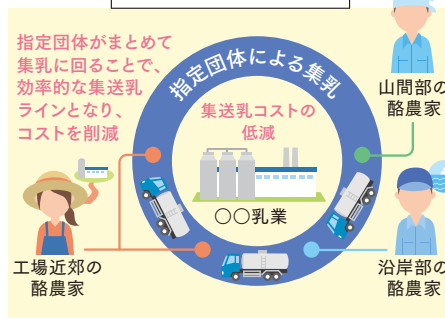 指定団体がまとめて
集乳に回ることで、
効率的な集送乳
ラインとなり、
コストを削減
指定団体による集乳
集送乳コストの
低減
〇〇乳業
山間部の
酪農家
工場近郊の
酪農家
沿岸部の
酪農家